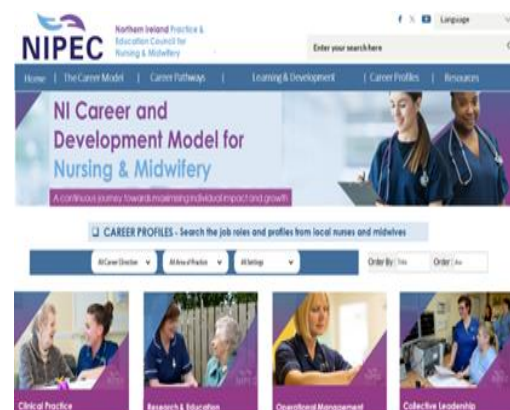 NIPEC
Northern Ireland Practice &
Education Council for
Nursing & Midwifery
Language
Enter your search here
Home | The Career Model | Career Pathways | Learning & Development | Career Profiles | Resources
NI Career and
Development Model for
Nursing & Midwifery
A continuous journey towards maximising individual impact and growth
CAREER PROFILES - Search the job roles and profiles from local nurses and midwives
All Career Direction
All Area of Practice
All Settings
Order By: Title
Order: Asc
Clinical Practice
Research & Education
Operational Management
Collective Leadership